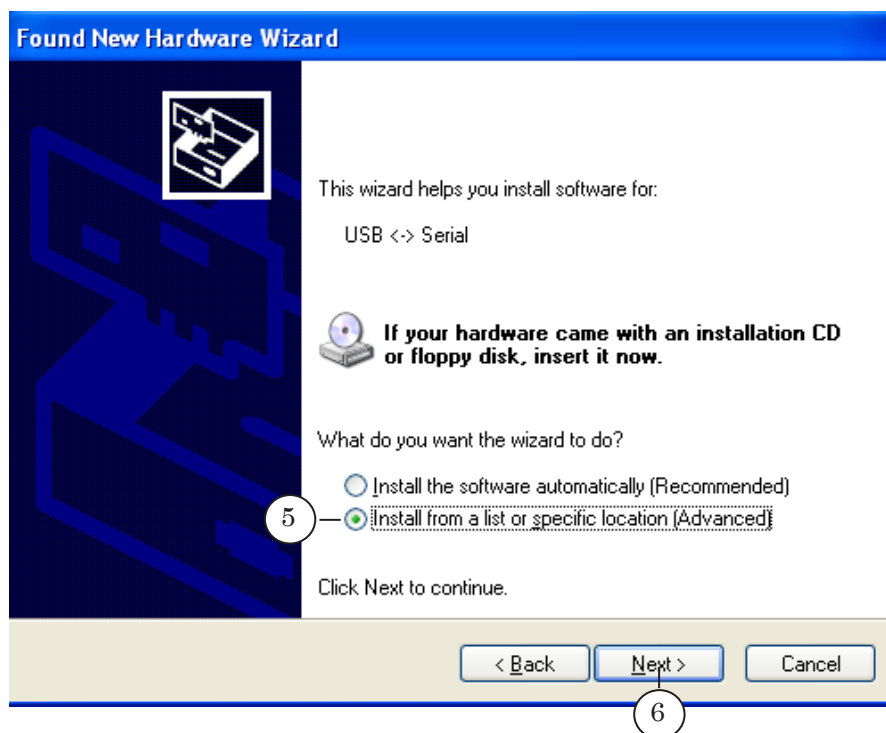 Found New Hardware Wizard
This wizard helps you install software for:
USB <-> Serial
If your hardware came with an installation CD
or floppy disk, insert it now.
What do you want the wizard to do?
Install the software automatically (Recommended)
5
Install from a list or specific location (Advanced)
Click Next to continue.
< Back
Next >
Cancel
6